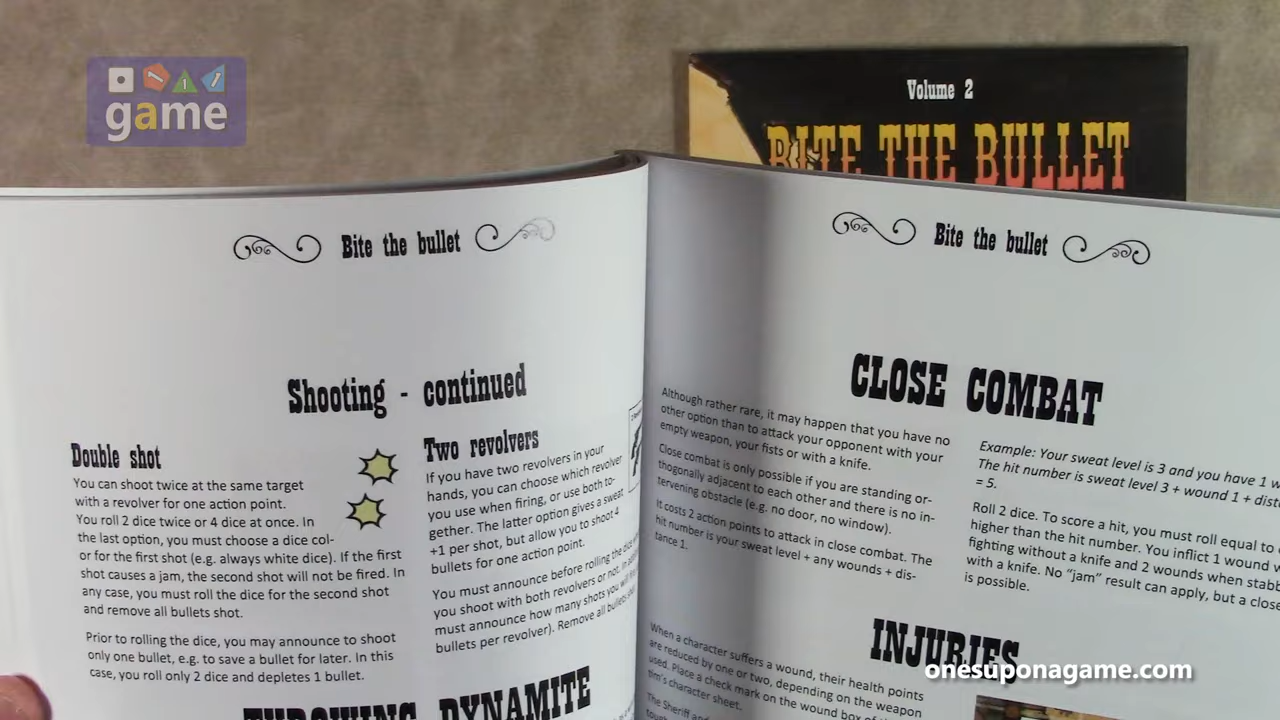 game
Volume 2
BITE THE BULLET
Bite the bullet
Shooting - continued
Double shot
You can shoot twice at the same target
with a revolver for one action point.
You roll 2 dice twice or 4 dice at once. In
the last option, you must choose a dice col-
or for the first shot (e.g. always white dice). If the first
shot causes a jam, the second shot will not be fired. In
any case, you must roll the dice for the second shot
and remove all bullets shot.
Prior to rolling the dice, you may announce to shoot
only one bullet, e.g. to save a bullet for later. In this
case, you roll only 2 dice and depletes 1 bullet.
Two revolvers
If you have two revolvers in your
hands, you can choose which revolver
you use when firing, or use both to-
gether. The latter option gives a sweat
+1 per shot, but allow you to shoot 4
bullets for one action point.
You must announce before rolling the dice
you shoot with both revolvers or not. In
must announce how many shots you will
bullets per revolver). Remove all bullets
THROWING DYNAMITE
Bite the bullet
CLOSE COMBAT
Although rather rare, it may happen that you have no
other option than to attack your opponent with your
empty weapon, your fists or with a knife.
Close combat is only possible if you are standing or-
thogonally adjacent to each other and there is no in-
tervening obstacle (e.g. no door, no window).
It costs 2 action points to attack in close combat. The
hit number is your sweat level + any wounds + dis-
tance 1.
Example: Your sweat level is 3 and you have 1
The hit number is sweat level 3 + wound 1 +
= 5.
Roll 2 dice. To score a hit, you must roll equal to
higher than the hit number. You inflict 1 wound
fighting without a knife and 2 wounds when
with a knife. No "jam" result can apply, but a
is possible.
INJURIES
When a character suffers a wound, their health points
are reduced by one or two, depending on the weapon
used. Place a check mark on the wound box of
tim's character sheet.
The Sheriff and
onesuponagame.com